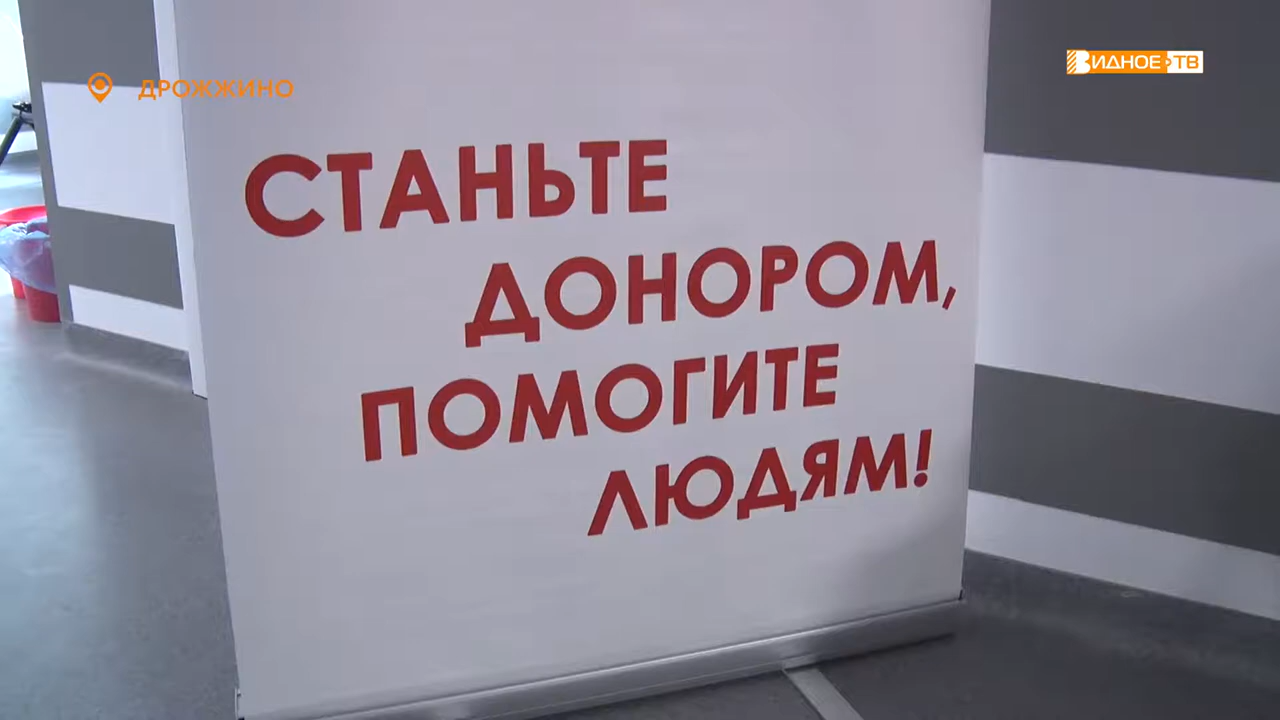 ДРОЖЖИНО
ВИДНОЕ ТВ
СТАНЬТЕ
ДОНОРОМ,
ПОМОГИТЕ
ЛЮДЯМ!